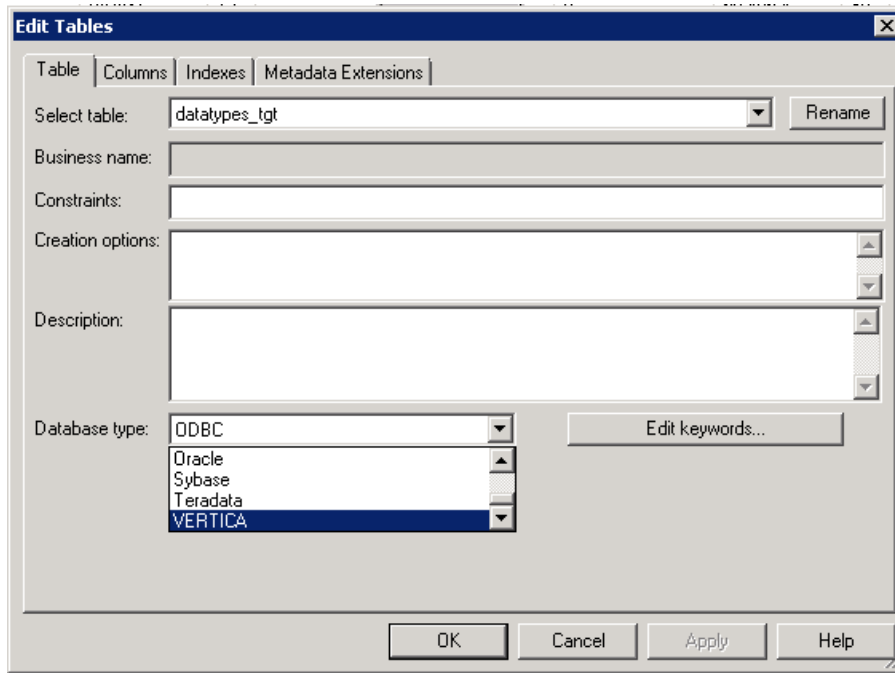 Edit Tables
Table Columns Indexes Metadata Extensions
Select table: datatypes_tgt Rename
Business name:
Constraints:
Creation options:
Description:
Database type: ODBC Edit keywords...
Oracle
Sybase
Teradata
VERTICA
OK Cancel Apply Help